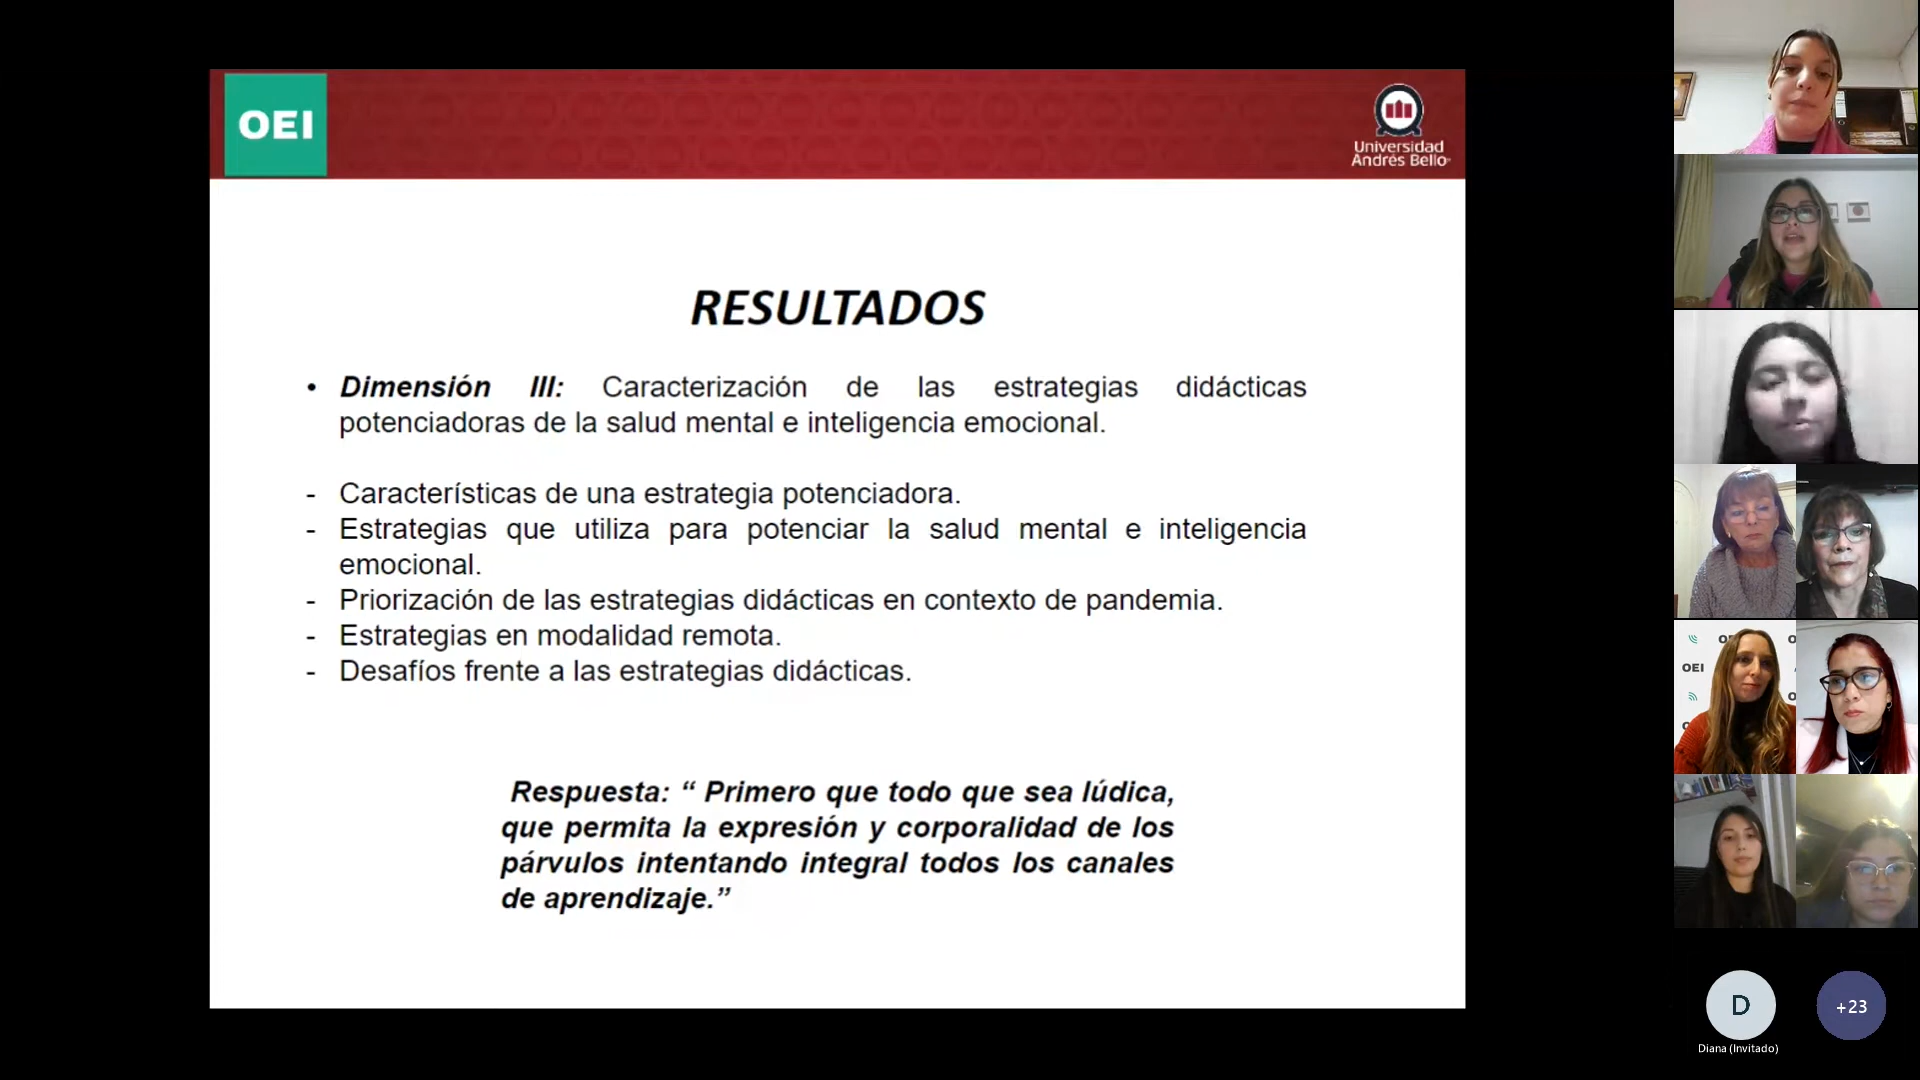 OEI
Universidad
Andrés Bello
RESULTADOS
• Dimensión III: Caracterización de las estrategias didácticas
potenciadoras de la salud mental e inteligencia emocional.
- Características de una estrategia potenciadora.
- Estrategias que utiliza para potenciar la salud mental e inteligencia
emocional.
- Priorización de las estrategias didácticas en contexto de pandemia.
- Estrategias en modalidad remota.
- Desafíos frente a las estrategias didácticas.
Respuesta: “ Primero que todo que sea lúdica,
que permita la expresión y corporalidad de los
párvulos intentando integral todos los canales
de aprendizaje.”
OEI
D
Diana (Invitado)
+23